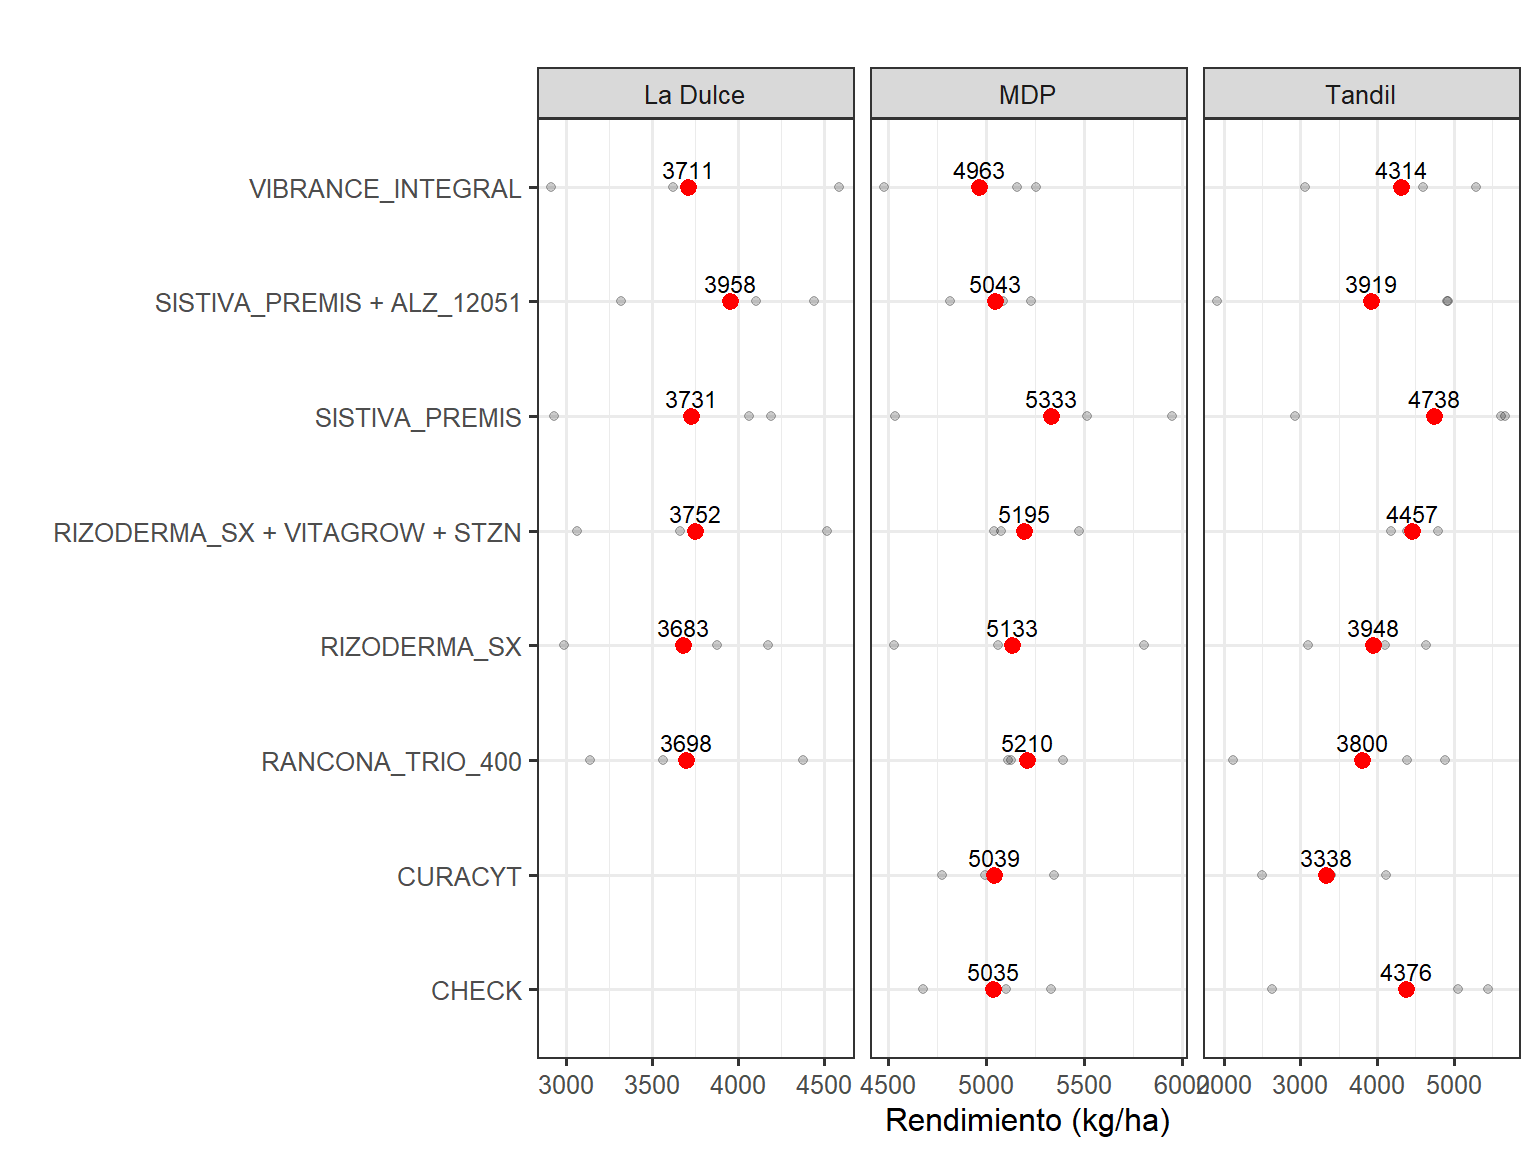 La Dulce MDP Tandil
VIBRANCE_INTEGRAL 3711 4963 4314
SISTIVA_PREMIS + ALZ_12051 3958 5043 3919
SISTIVA_PREMIS 3731 5333 4738
RIZODERMA_SX + VITAGROW + STZN 3752 5195 4457
RIZODERMA_SX 3683 5133 3948
RANCONA_TRIO_400 3698 5210 3800
CURACYT 5039 3338
CHECK 5035 4376
3000 3500 4000 4500 4500 5000 5500 6000 2000 3000 4000 5000
Rendimiento (kg/ha)